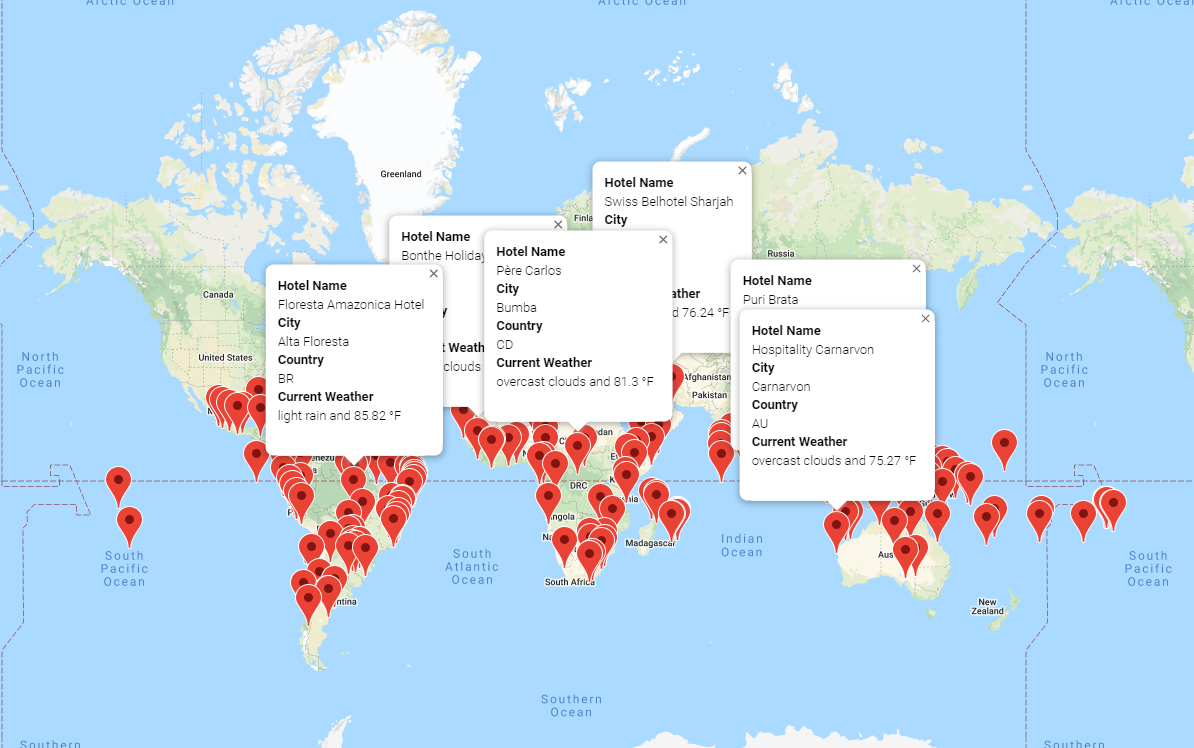 Arctic Ocean
Arctic Ocean
Arctic Ocean
Greenland
Finla
Russia
Canada
United States
North
Pacific
Ocean
North
Pacific
Ocean
Hotel Name
Swiss Belhotel Sharjah
City
ather
d 76.24 °F
Hotel Name
Bonthe Holiday
y
t Weath
clouds
Hotel Name
Père Carlos
City
Bumba
Country
CD
Current Weather
overcast clouds and 81.3 °F
Hotel Name
Floresta Amazonica Hotel
City
Alta Floresta
Country
BR
Current Weather
light rain and 85.82 °F
Hotel Name
Puri Brata
Hotel Name
Hospitality Carnarvon
City
Carnarvon
Country
AU
Current Weather
overcast clouds and 75.27 °F
Afghanistan
Pakistan
M
dan
DRC
ngola
Na
Madagascar
South Africa
ntina
Aus
New
Zealand
South
Pacific
Ocean
South
Atlantic
Ocean
Indian
Ocean
South
Pacific
Ocean
Southern
Ocean
Southern
Southern